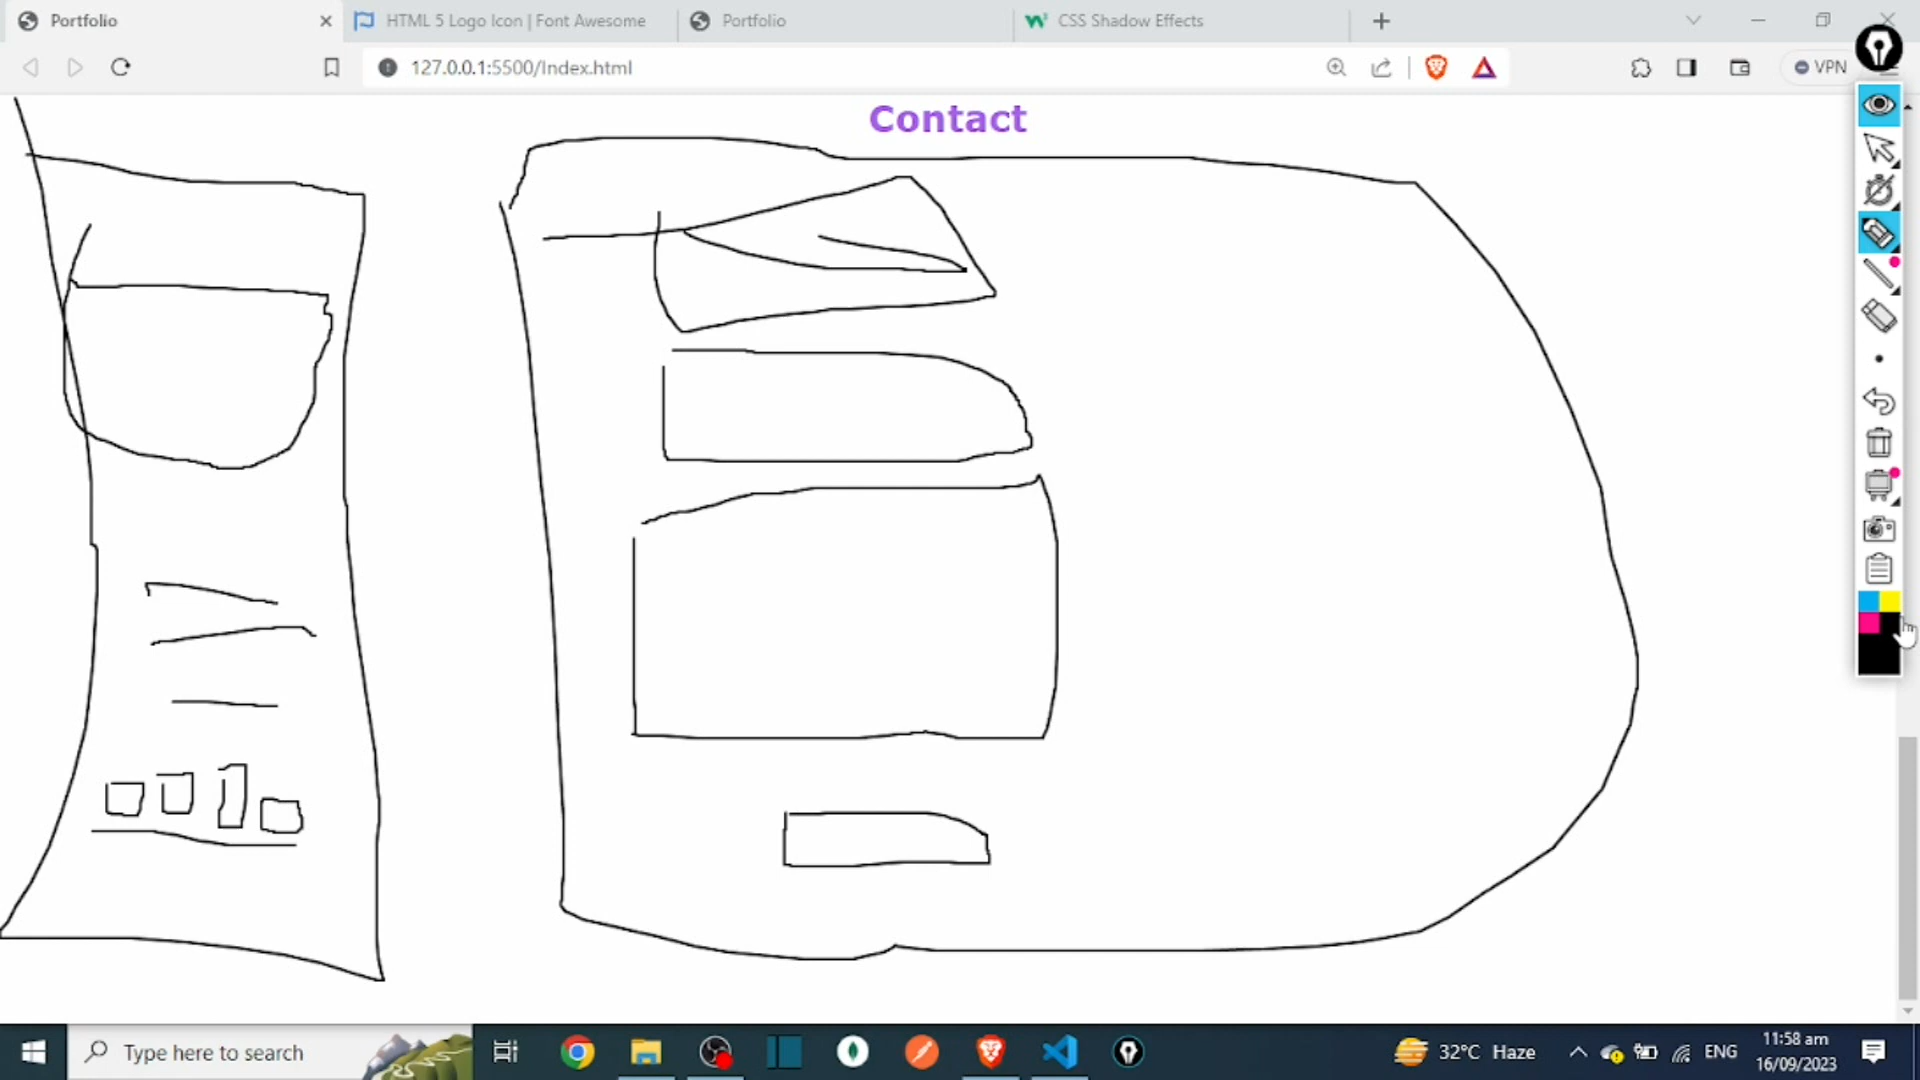 Portfolio
HTML 5 Logo Icon | Font Awesome
Portfolio
CSS Shadow Effects
127.0.0.1:5500/Index.html
VPN
Contact
Type here to search
32°C Haze
ENG
11:58 am
16/09/2023